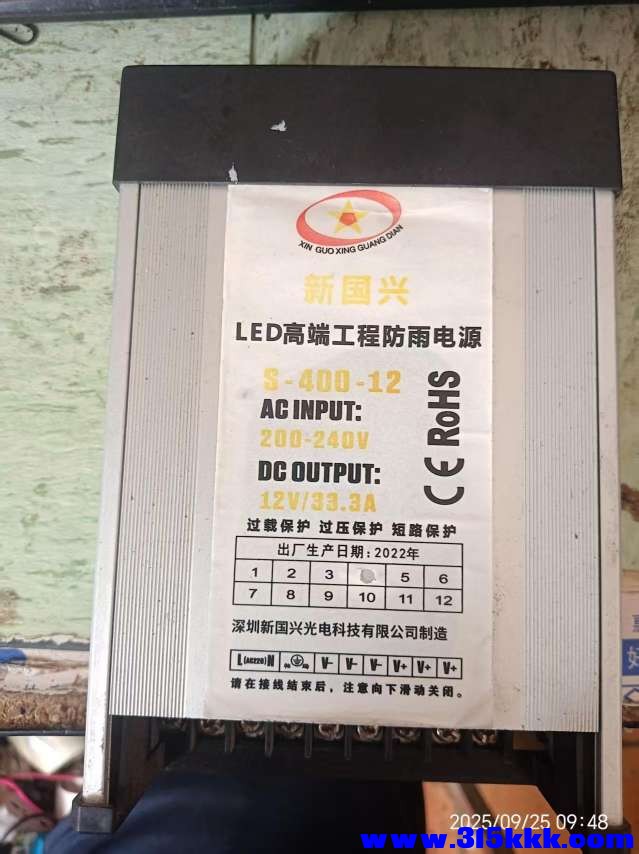 XIN GUO XING GUANG DIAN
新国兴
LED高端工程防雨电源
S-400-12
AC INPUT:
200-240V
DC OUTPUT:
12V/33.3A
CE RoHS
过载保护 过压保护 短路保护
出厂生产日期:2022年
1 2 3 5 6
7 8 9 10 11 12
深圳新国兴光电科技有限公司制造
L(AC220)N V- V- V- V+ V+ V+
请在接线结束后，注意向下滑动关闭。
2025/09/25 09:48
www.315kkk.com